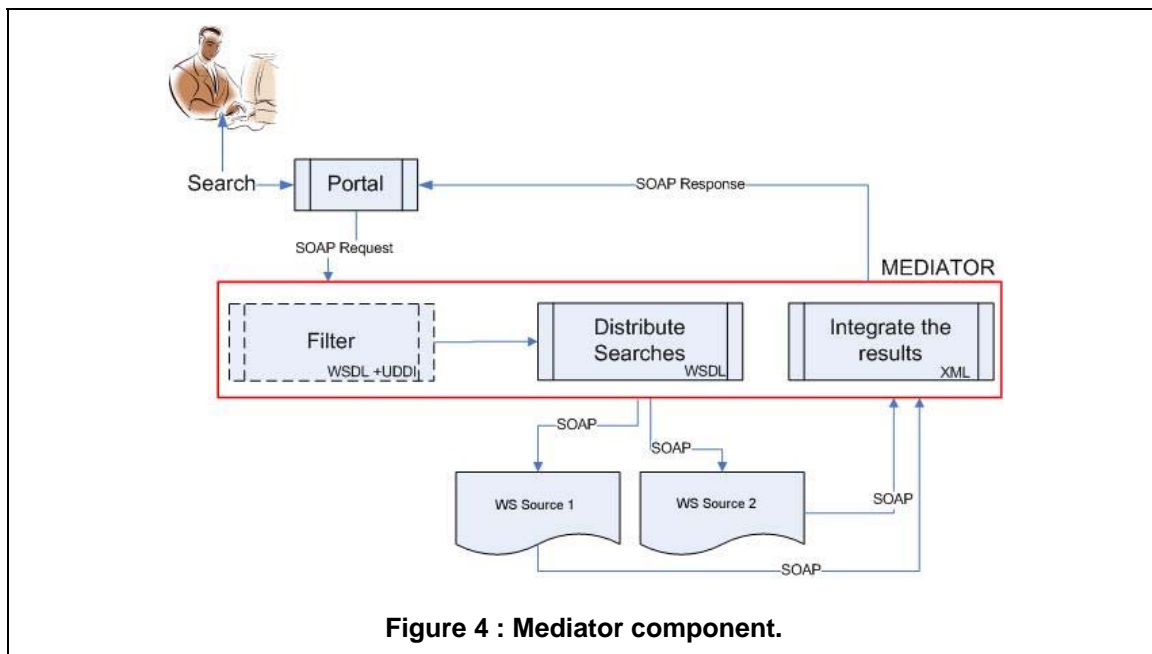 Search
Portal
SOAP Response
SOAP Request
MEDIATOR
Filter
WSDL +UDDI
Distribute
Searches
WSDL
Integrate the
results
XML
SOAP
SOAP
WS Source 1
WS Source 2
SOAP
SOAP
Figure 4 : Mediator component.